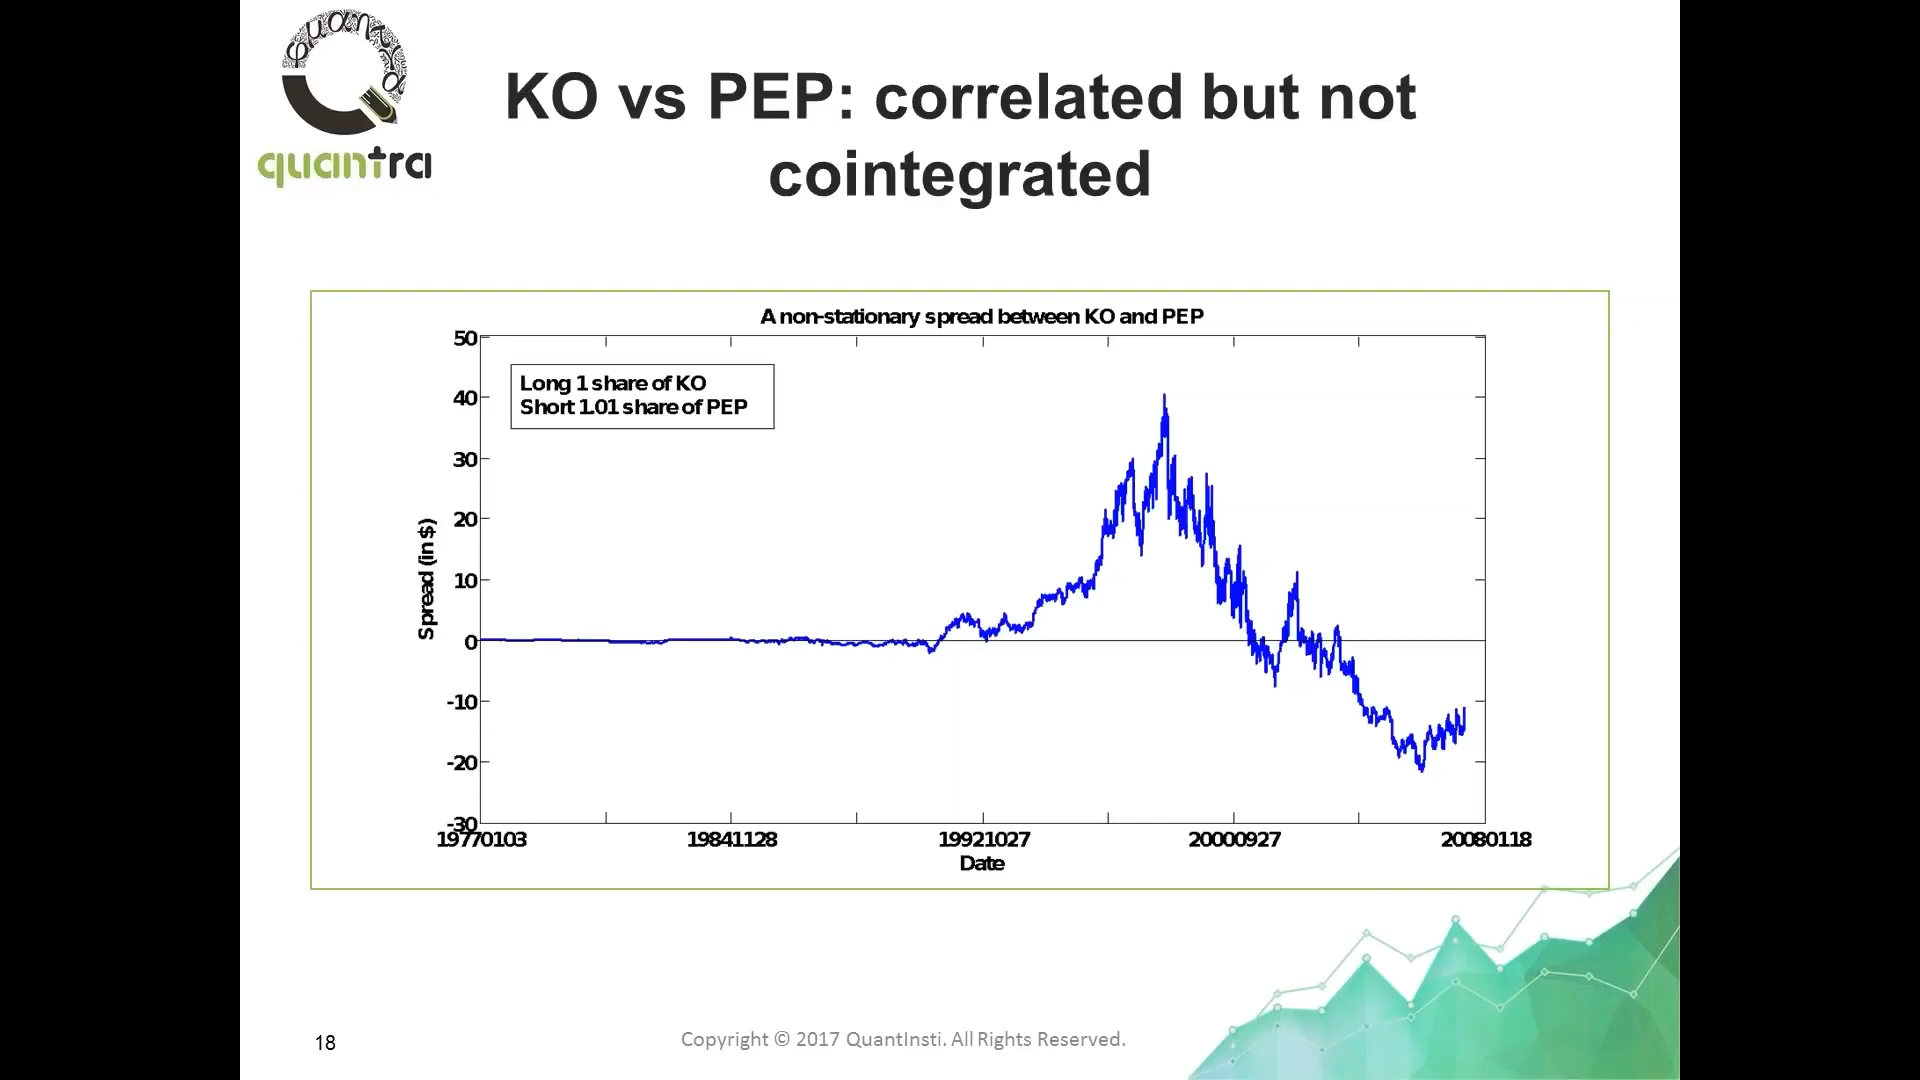 quantra
KO vs PEP: correlated but not
cointegrated
A non-stationary spread between KO and PEP
Long 1 share of KO
Short 1.01 share of PEP
50
40
30
20
10
0
-10
-20
-30
Spread (in $)
19770103
19841128
19921027
20000927
20080118
Date
18
Copyright © 2017 QuantInsti. All Rights Reserved.